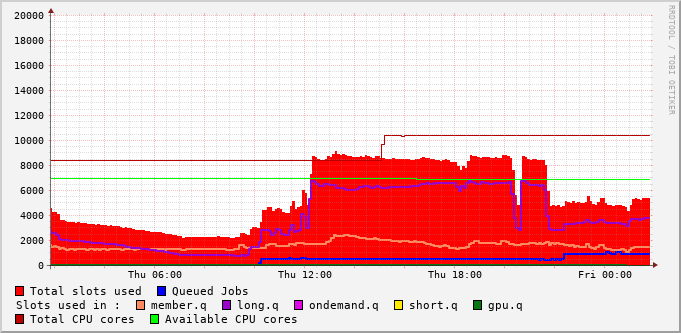 20000
18000
16000
14000
12000
10000
8000
6000
4000
2000
0
Thu 06:00 Thu 12:00 Thu 18:00 Fri 00:00
RRDTOOL / TOBI OETIKER
Total slots used Queued Jobs
Slots used in : member.q long.q ondemand.q short.q gpu.q
Total CPU cores Available CPU cores